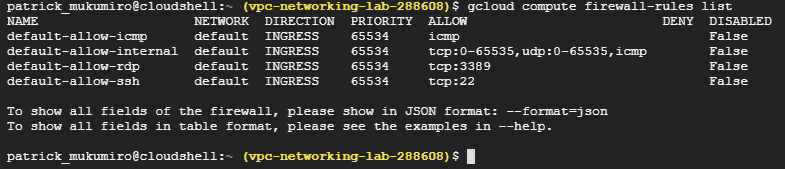 patrick_mukumiro@cloudshell:~ (vpc-networking-lab-288608)$ gcloud compute firewall-rules list
NAME NETWORK DIRECTION PRIORITY ALLOW DENY DISABLED
default-allow-icmp default INGRESS 65534 icmp False
default-allow-internal default INGRESS 65534 tcp:0-65535,udp:0-65535,icmp False
default-allow-rdp default INGRESS 65534 tcp:3389 False
default-allow-ssh default INGRESS 65534 tcp:22 False
To show all fields of the firewall, please show in JSON format: --format=json
To show all fields in table format, please see the examples in --help.
patrick_mukumiro@cloudshell:~ (vpc-networking-lab-288608)$